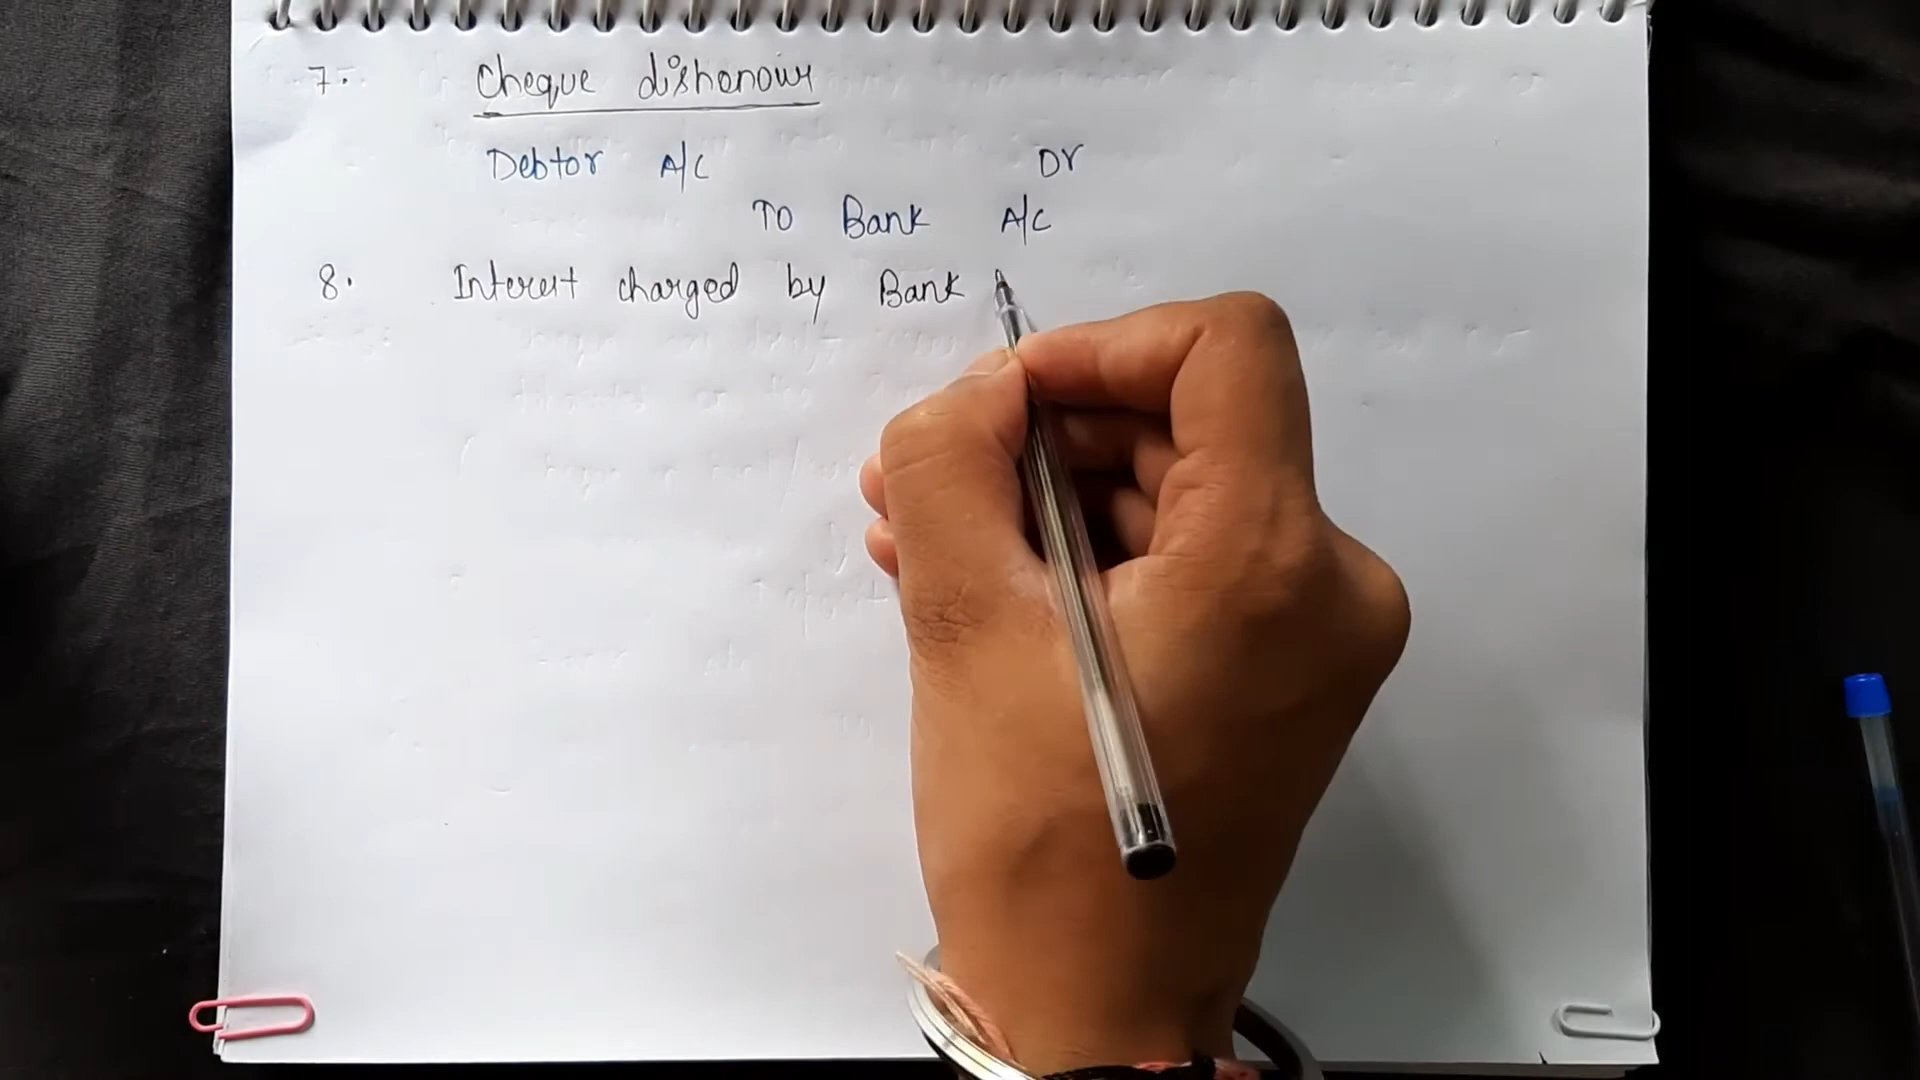 7. Cheque dishonour
Debtor A/C Dr
To Bank A/C
8. Interest charged by Bank